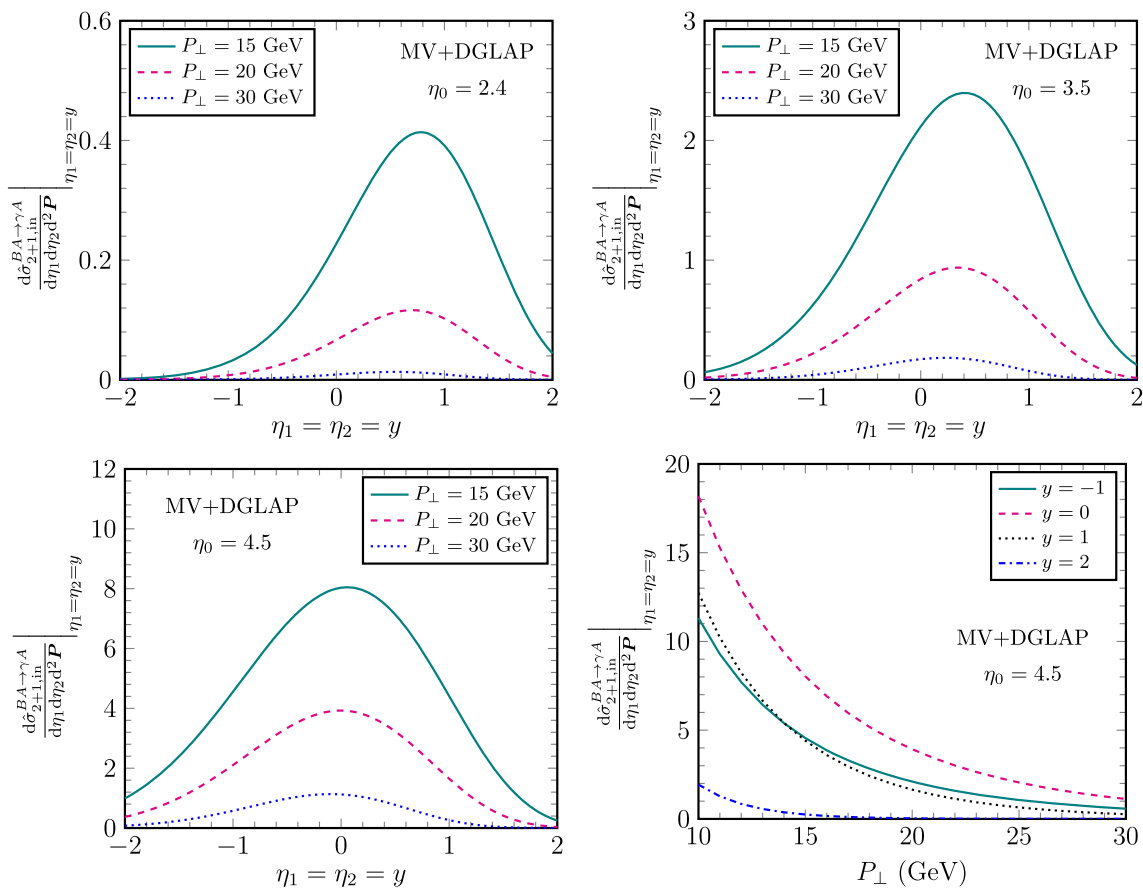 0.6
0.4
0.2
0
−2
−1
0
1
2
P⊥ = 15 GeV
P⊥ = 20 GeV
P⊥ = 30 GeV
MV+DGLAP
η0 = 2.4
η1 = η2 = y
dσ̂^{BA→γA}_{2+1,in} / dη1dη2d²P |η1=η2=y
3
2
1
0
−2
−1
0
1
2
P⊥ = 15 GeV
P⊥ = 20 GeV
P⊥ = 30 GeV
MV+DGLAP
η0 = 3.5
η1 = η2 = y
dσ̂^{BA→γA}_{2+1,in} / dη1dη2d²P |η1=η2=y
12
10
8
6
4
2
0
−2
−1
0
1
2
MV+DGLAP
η0 = 4.5
P⊥ = 15 GeV
P⊥ = 20 GeV
P⊥ = 30 GeV
η1 = η2 = y
dσ̂^{BA→γA}_{2+1,in} / dη1dη2d²P |η1=η2=y
20
15
10
5
0
10
15
20
25
30
y = −1
y = 0
y = 1
y = 2
MV+DGLAP
η0 = 4.5
P⊥ (GeV)
dσ̂^{BA→γA}_{2+1,in} / dη1dη2d²P |η1=η2=y